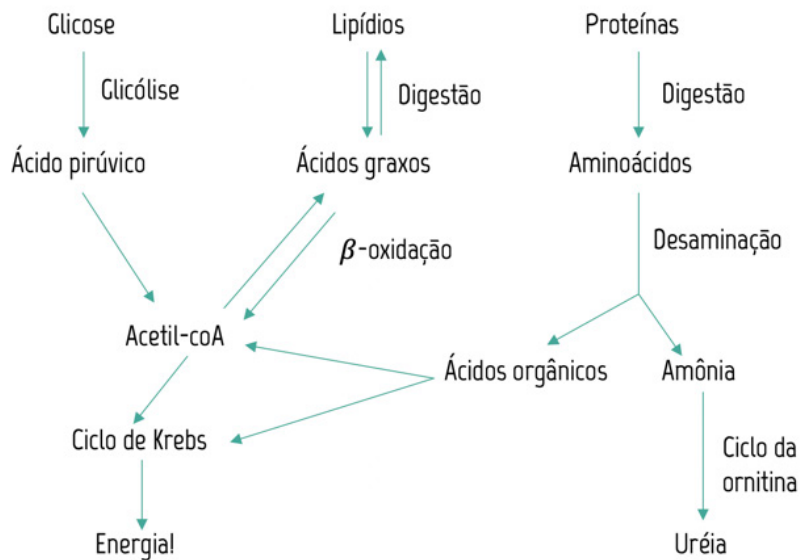 Glicose
Lipídios
Proteínas
Glicólise
Digestão
Digestão
Ácido pirúvico
Ácidos graxos
Aminoácidos
β-oxidação
Desaminação
Acetil-coA
Ácidos orgânicos
Amônia
Ciclo de Krebs
Ciclo da
ornitina
Energia!
Uréia